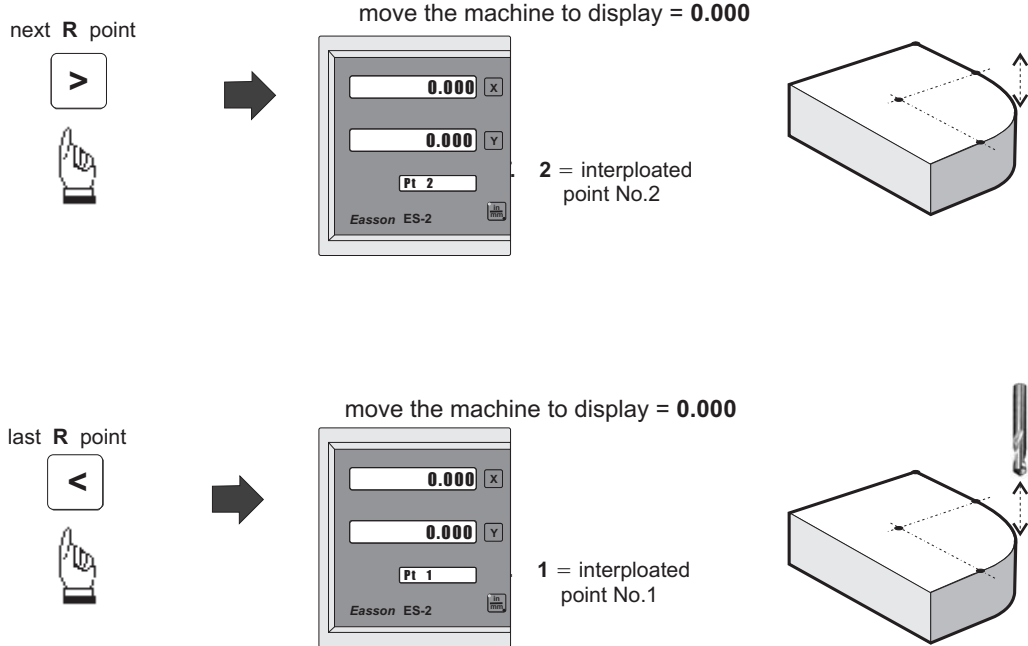 move the machine to display = 0.000
next R point
>
0.000 X
0.000 Y
Pt 2
2 = interploated
point No.2
Easson ES-2
in
mm
move the machine to display = 0.000
last R point
<
0.000 X
0.000 Y
Pt 1
1 = interploated
point No.1
Easson ES-2
in
mm